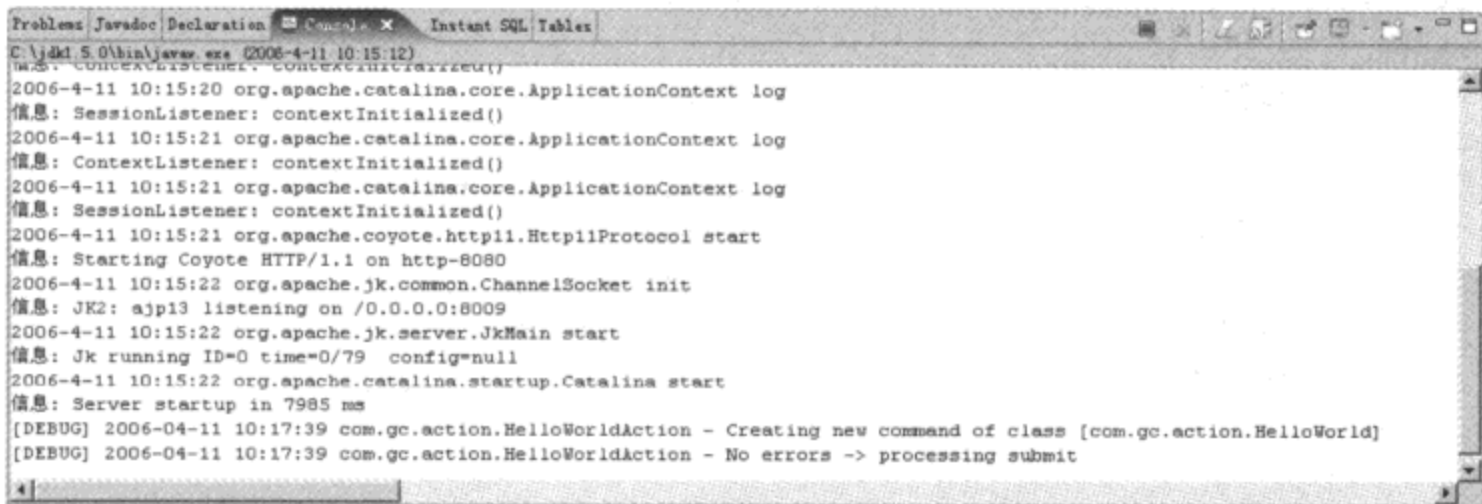 Problems Javadoc Declaration Console Instant SQL Tables
C:\jdk1.5.0\bin\javaw.exe (2006-4-11 10:15:12)
信息: ContextListener: contextInitialized()
2006-4-11 10:15:20 org.apache.catalina.core.ApplicationContext log
信息: SessionListener: contextInitialized()
2006-4-11 10:15:21 org.apache.catalina.core.ApplicationContext log
信息: ContextListener: contextInitialized()
2006-4-11 10:15:21 org.apache.catalina.core.ApplicationContext log
信息: SessionListener: contextInitialized()
2006-4-11 10:15:21 org.apache.coyote.http11.Http11Protocol start
信息: Starting Coyote HTTP/1.1 on http-8080
2006-4-11 10:15:22 org.apache.jk.common.ChannelSocket init
信息: JK2: ajp13 listening on /0.0.0.0:8009
2006-4-11 10:15:22 org.apache.jk.server.JkMain start
信息: Jk running ID=0 time=0/79  config=null
2006-4-11 10:15:22 org.apache.catalina.startup.Catalina start
信息: Server startup in 7985 ms
[DEBUG] 2006-04-11 10:17:39 com.gc.action.HelloWorldAction - Creating new command of class [com.gc.action.HelloWorld]
[DEBUG] 2006-04-11 10:17:39 com.gc.action.HelloWorldAction - No errors -> processing submit